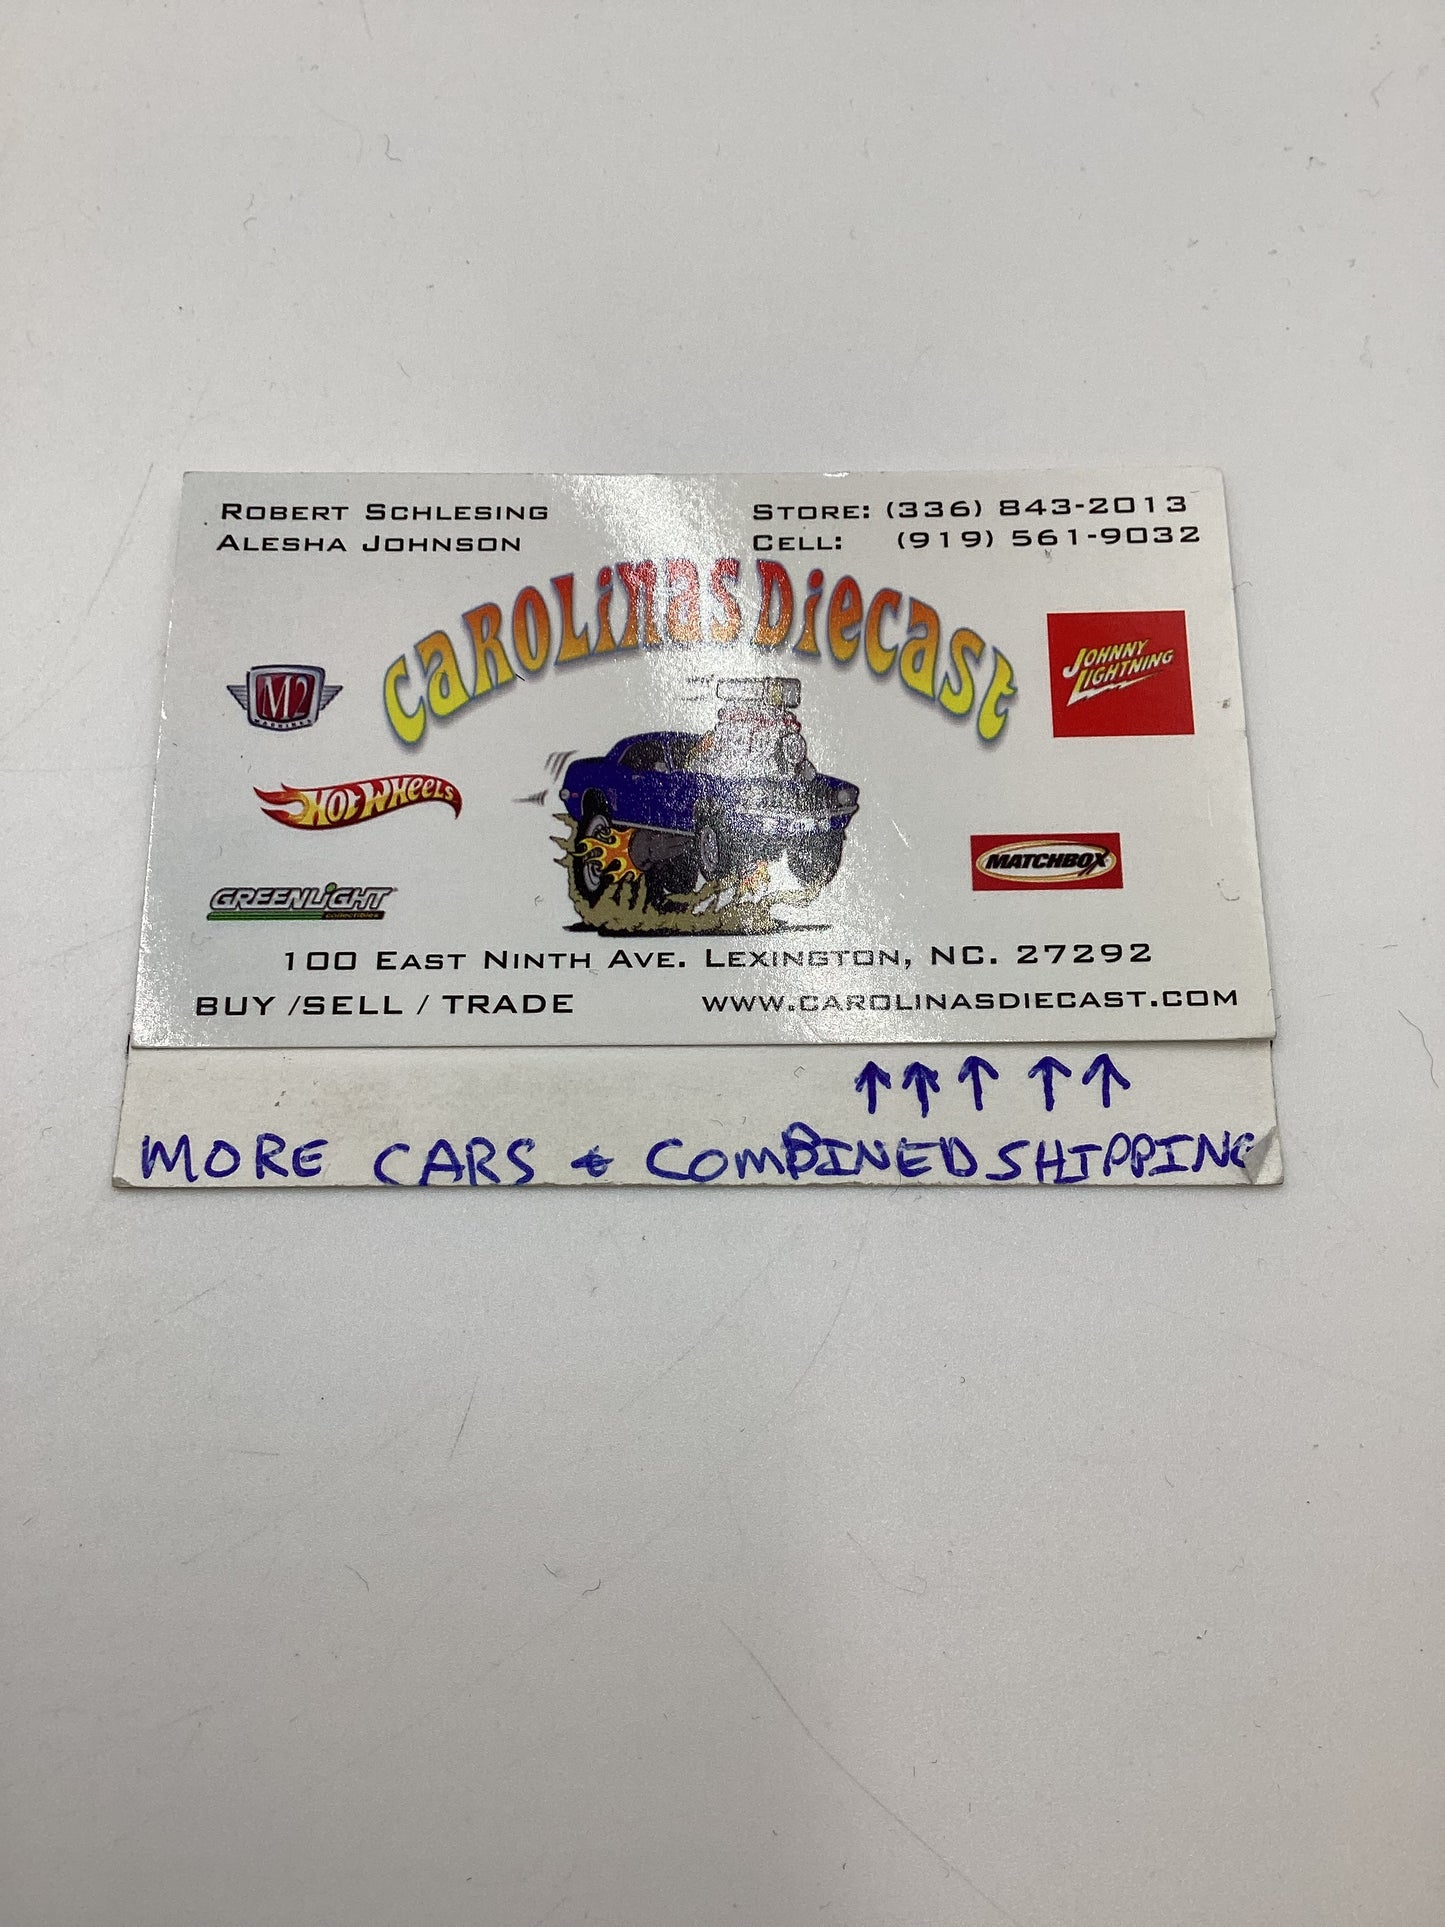 ROBERT SCHLESING
ALESHA JOHNSON
STORE: (336) 843-2013
CELL: (919) 561-9032
CAROLINAS DIECAST
M2
MACHINES
JOHNNY
LIGHTNING
HOT WHEELS
MATCHBOX
GREENLIGHT
collectibles
100 EAST NINTH AVE. LEXINGTON, NC. 27292
BUY /SELL / TRADE
WWW.CAROLINASDIECAST.COM
↑↑↑ ↑↑
MORE CARS & COMBINED SHIPPING